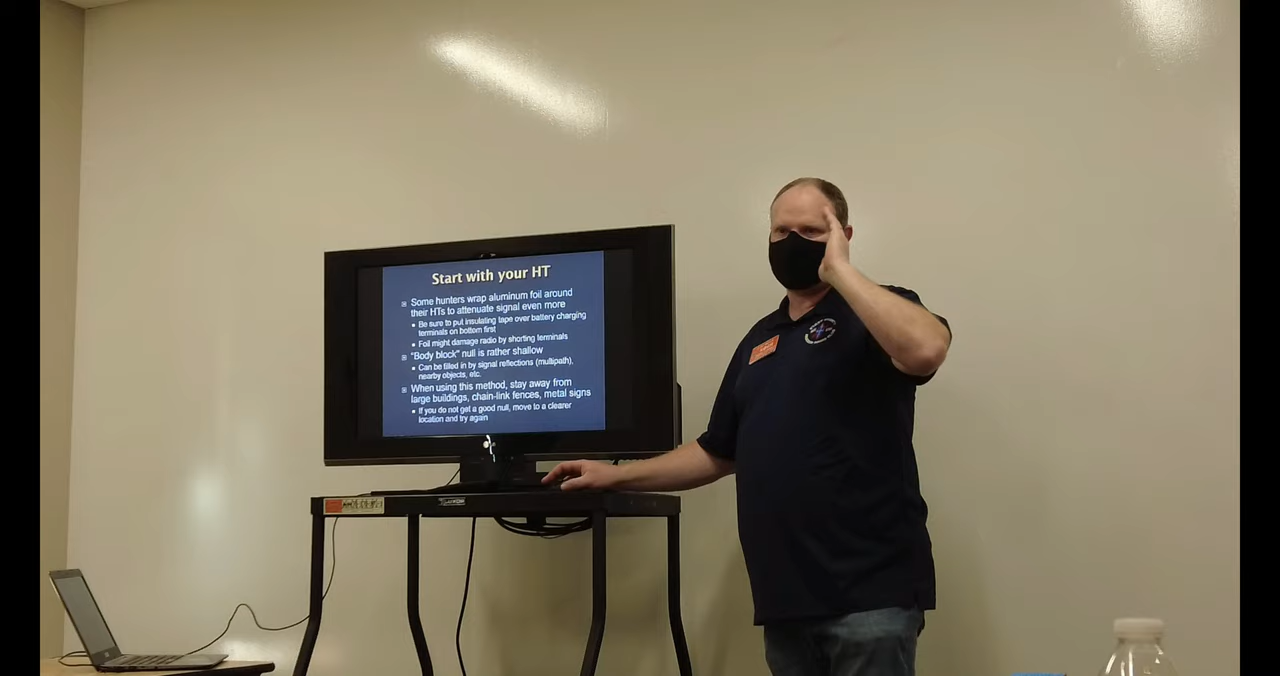 Start with your HT
Some hunters wrap aluminum foil around
their HTs to attenuate signal even more
Be sure to put insulating tape over battery charging
terminals on bottom first
Foil might damage radio by shorting terminals
"Body block" null is rather shallow
Can be filled in by signal reflections (multipath),
nearby objects, etc.
When using this method, stay away from
large buildings, chain-link fences, metal signs
If you do not get a good null, move to a clearer
location and try again